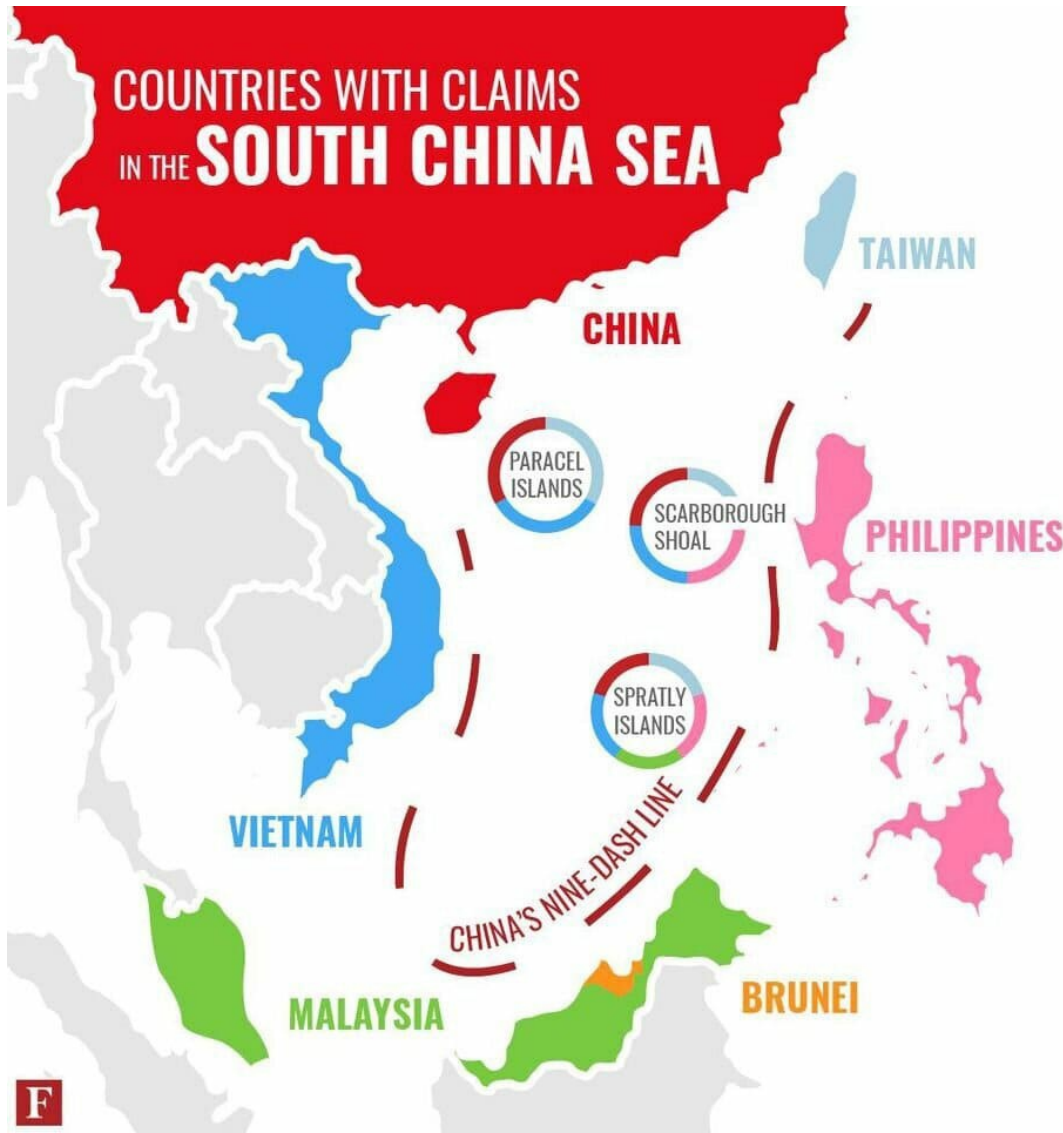 COUNTRIES WITH CLAIMS
IN THE SOUTH CHINA SEA
TAIWAN
CHINA
PARACEL
ISLANDS
SCARBOROUGH
SHOAL
PHILIPPINES
SPRATLY
ISLANDS
VIETNAM
CHINA'S NINE-DASH LINE
MALAYSIA
BRUNEI
F